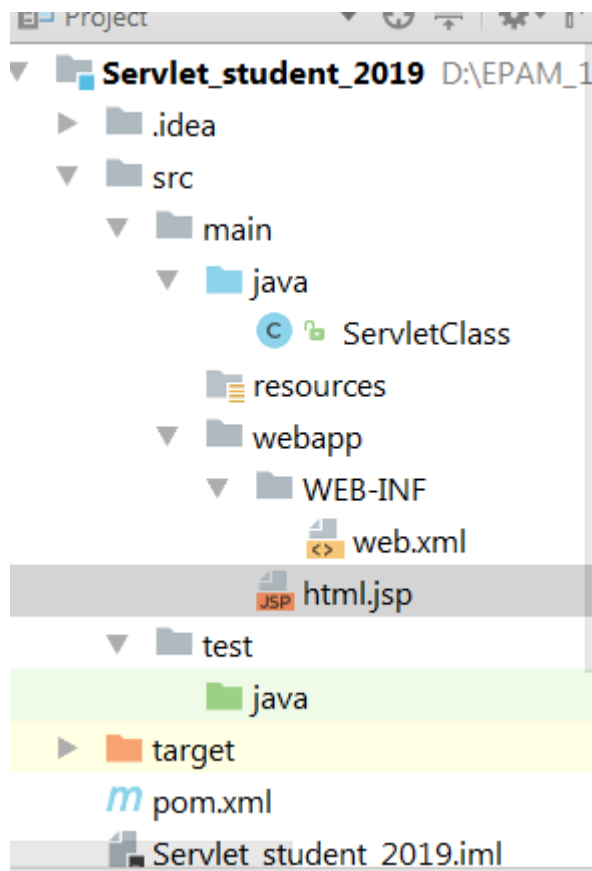 Project
Servlet_student_2019 D:\EPAM_1
.idea
src
main
java
C ServletClass
resources
webapp
WEB-INF
<> web.xml
JSP html.jsp
test
java
target
m pom.xml
Servlet_student_2019.iml